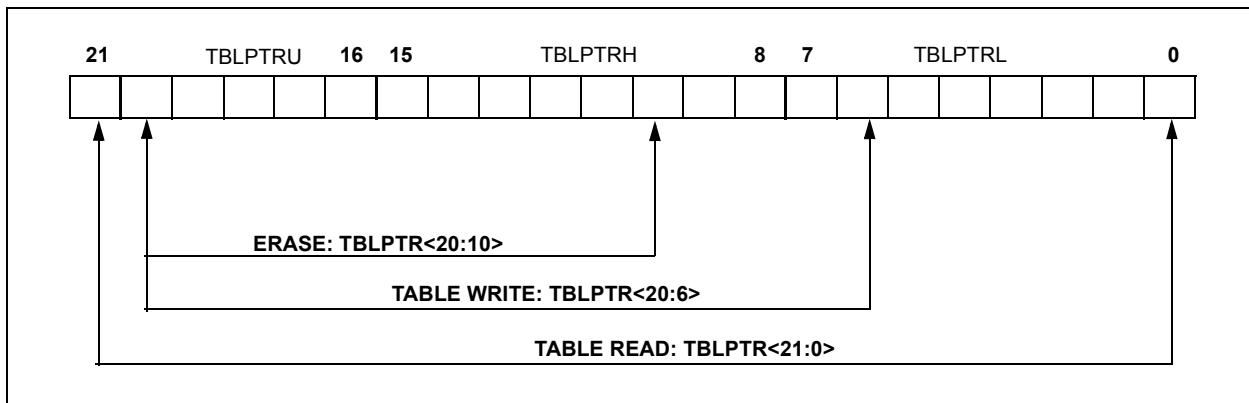 21 TBLPTRU 16 15 TBLPTRH 8 7 TBLPTRL 0
ERASE: TBLPTR<20:10>
TABLE WRITE: TBLPTR<20:6>
TABLE READ: TBLPTR<21:0>